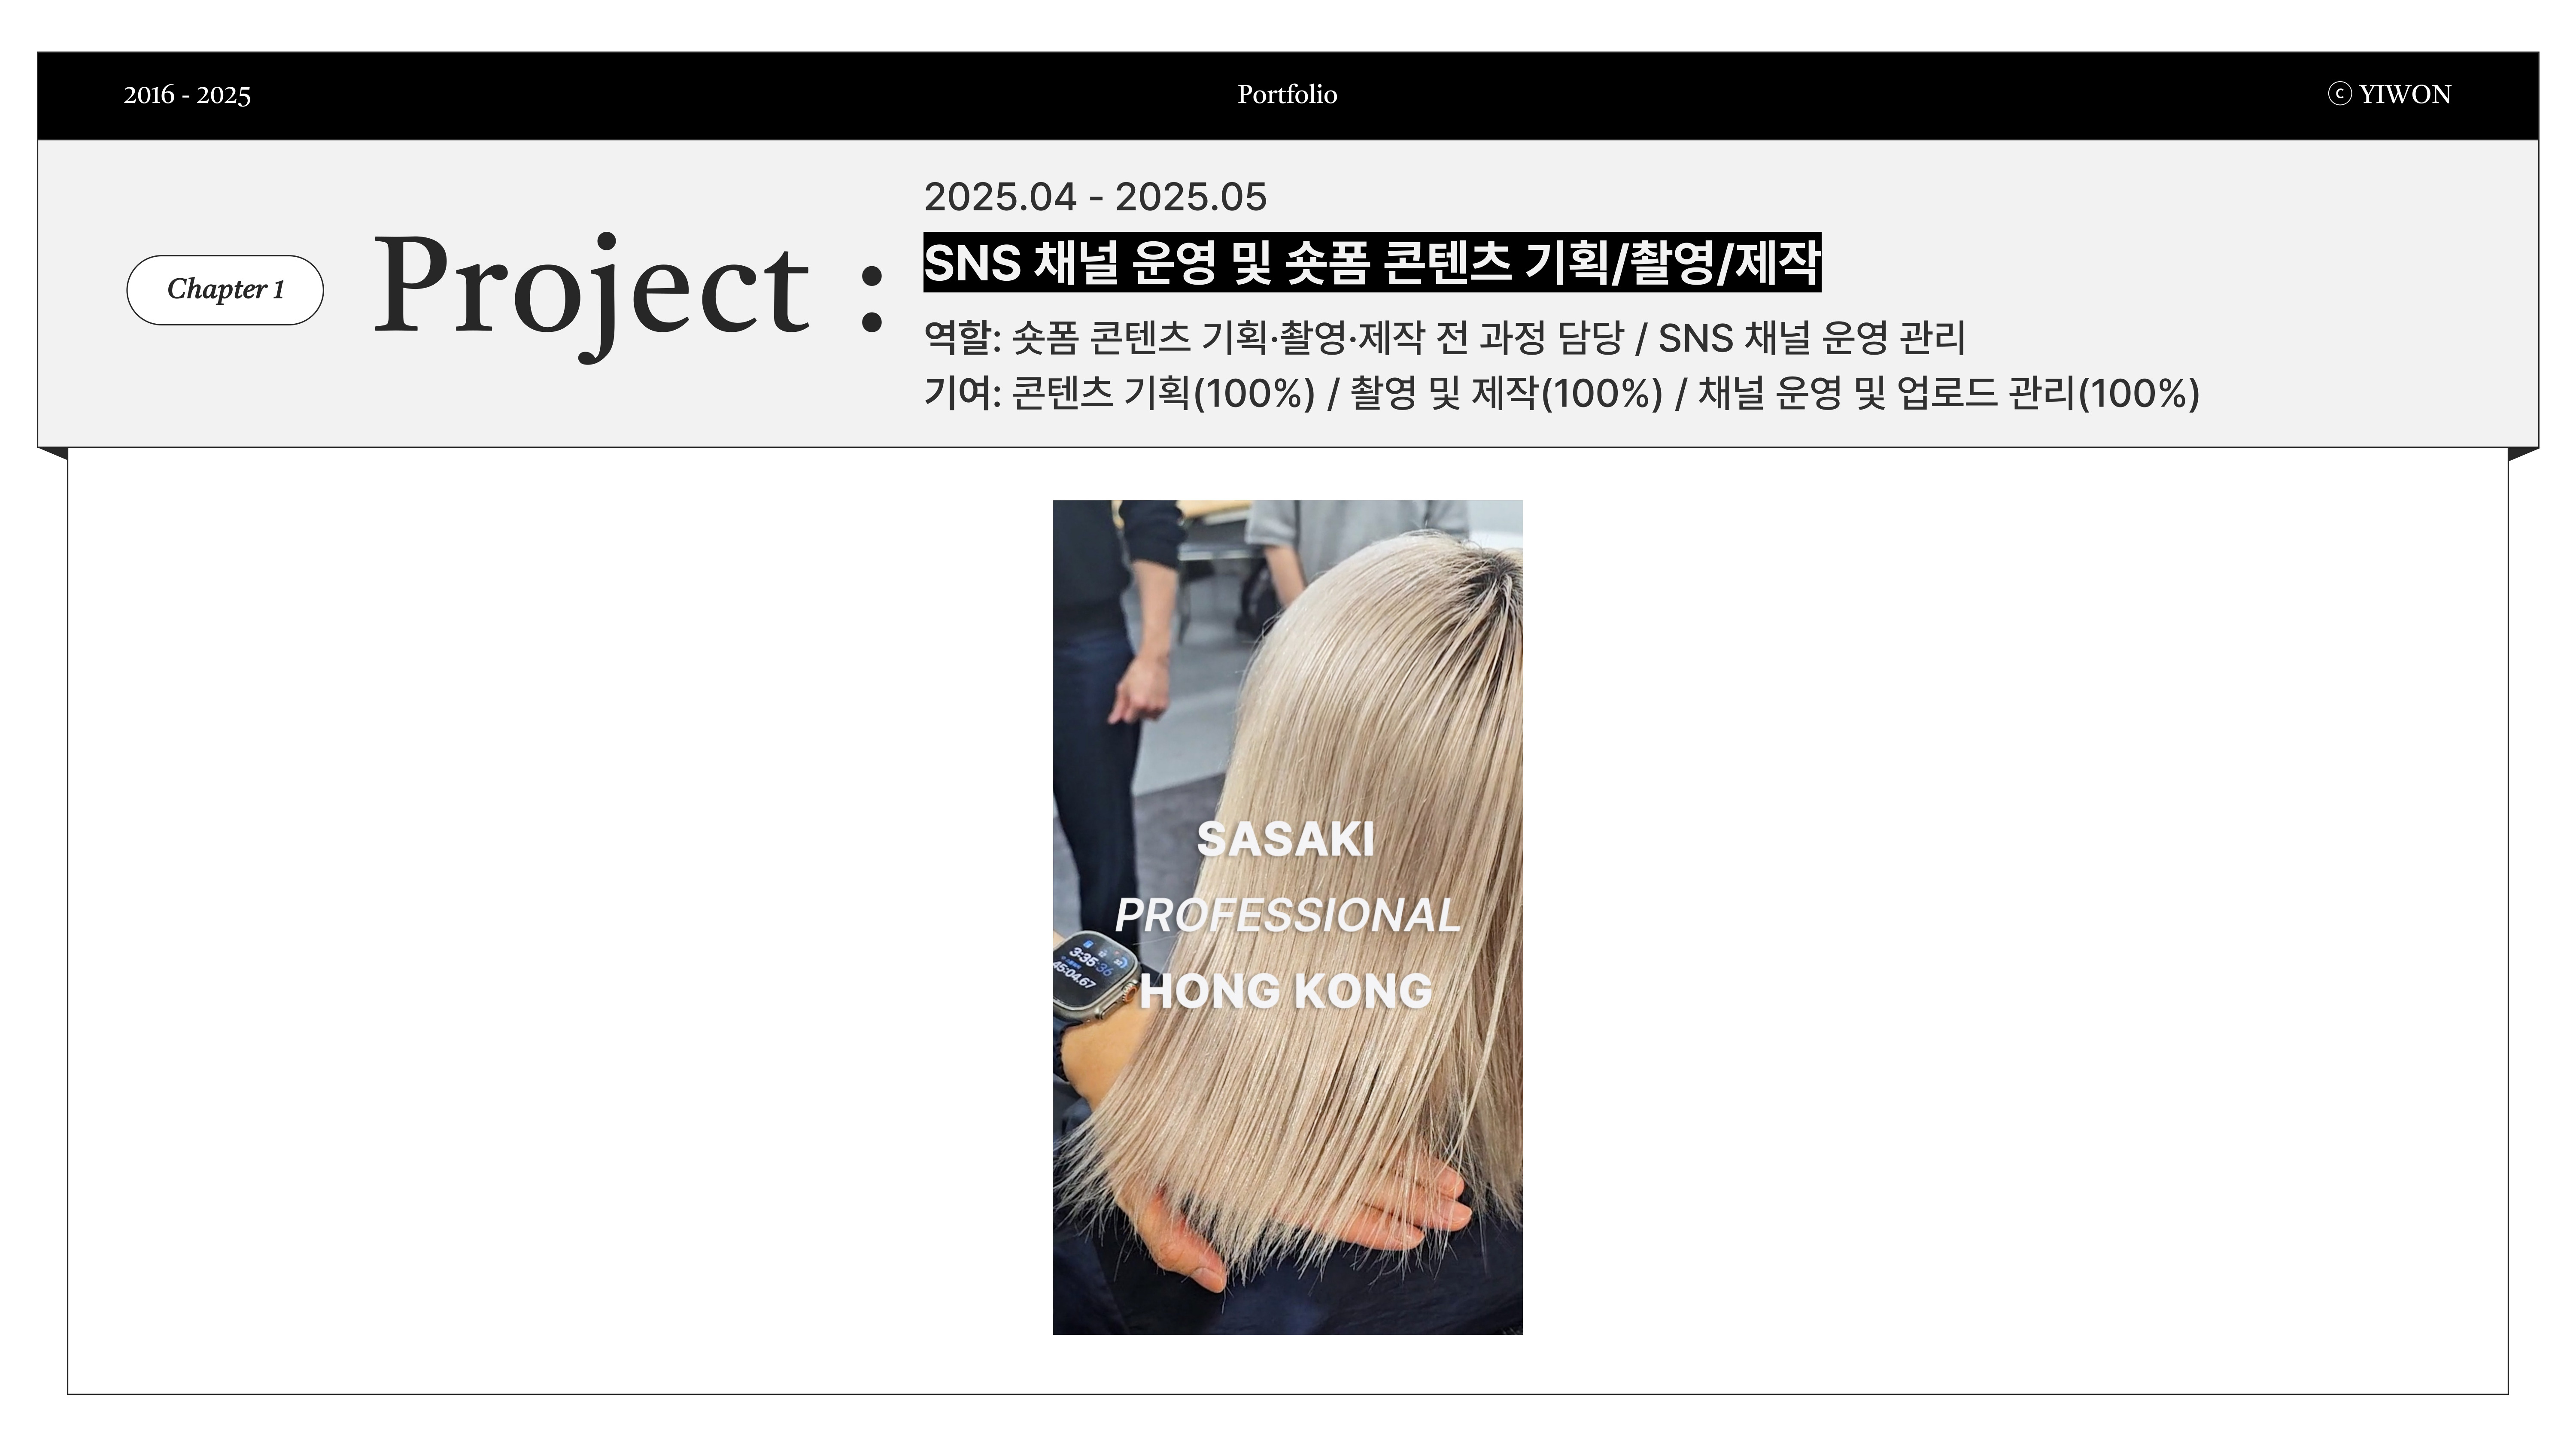 2016 - 2025
Portfolio
ⓒ YIWON
Chapter 1
Project :
2025.04 - 2025.05
SNS 채널 운영 및 숏폼 콘텐츠 기획/촬영/제작
역할: 숏폼 콘텐츠 기획·촬영·제작 전 과정 담당 / SNS 채널 운영 관리
기여: 콘텐츠 기획(100%) / 촬영 및 제작(100%) / 채널 운영 및 업로드 관리(100%)
SASAKI
PROFESSIONAL
HONG KONG
3:35:36
45:04.67